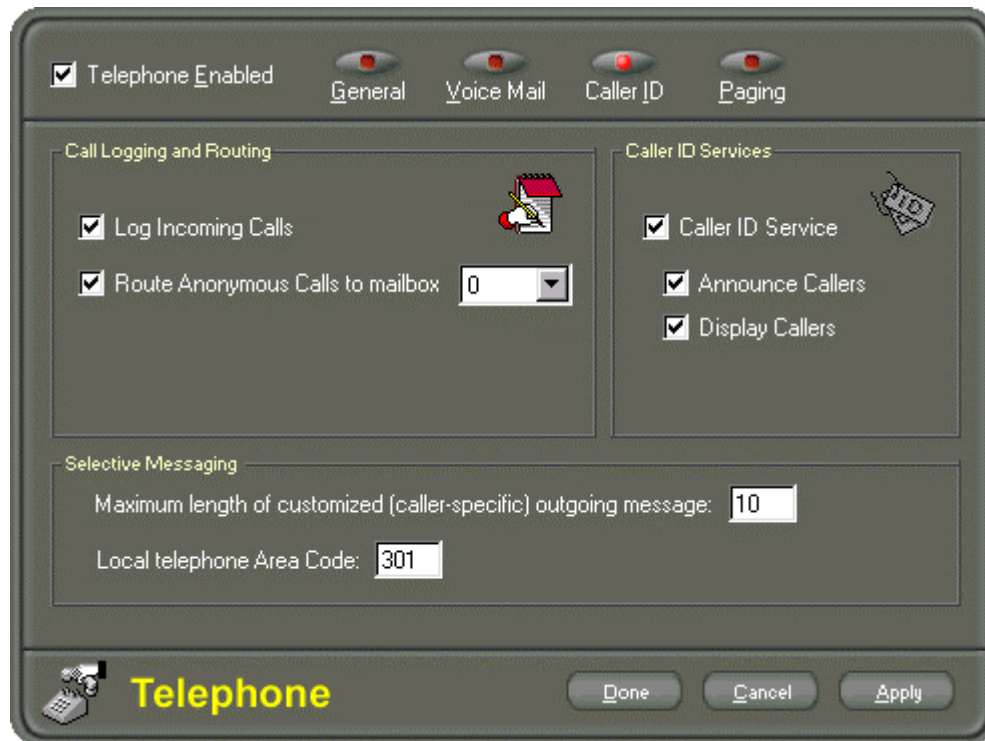 Telephone Enabled
General
Voice Mail
Caller ID
Paging
Call Logging and Routing
Log Incoming Calls
Route Anonymous Calls to mailbox 0
Caller ID Services
ID
Caller ID Service
Announce Callers
Display Callers
Selective Messaging
Maximum length of customized (caller-specific) outgoing message: 10
Local telephone Area Code: 301
Telephone
Done
Cancel
Apply